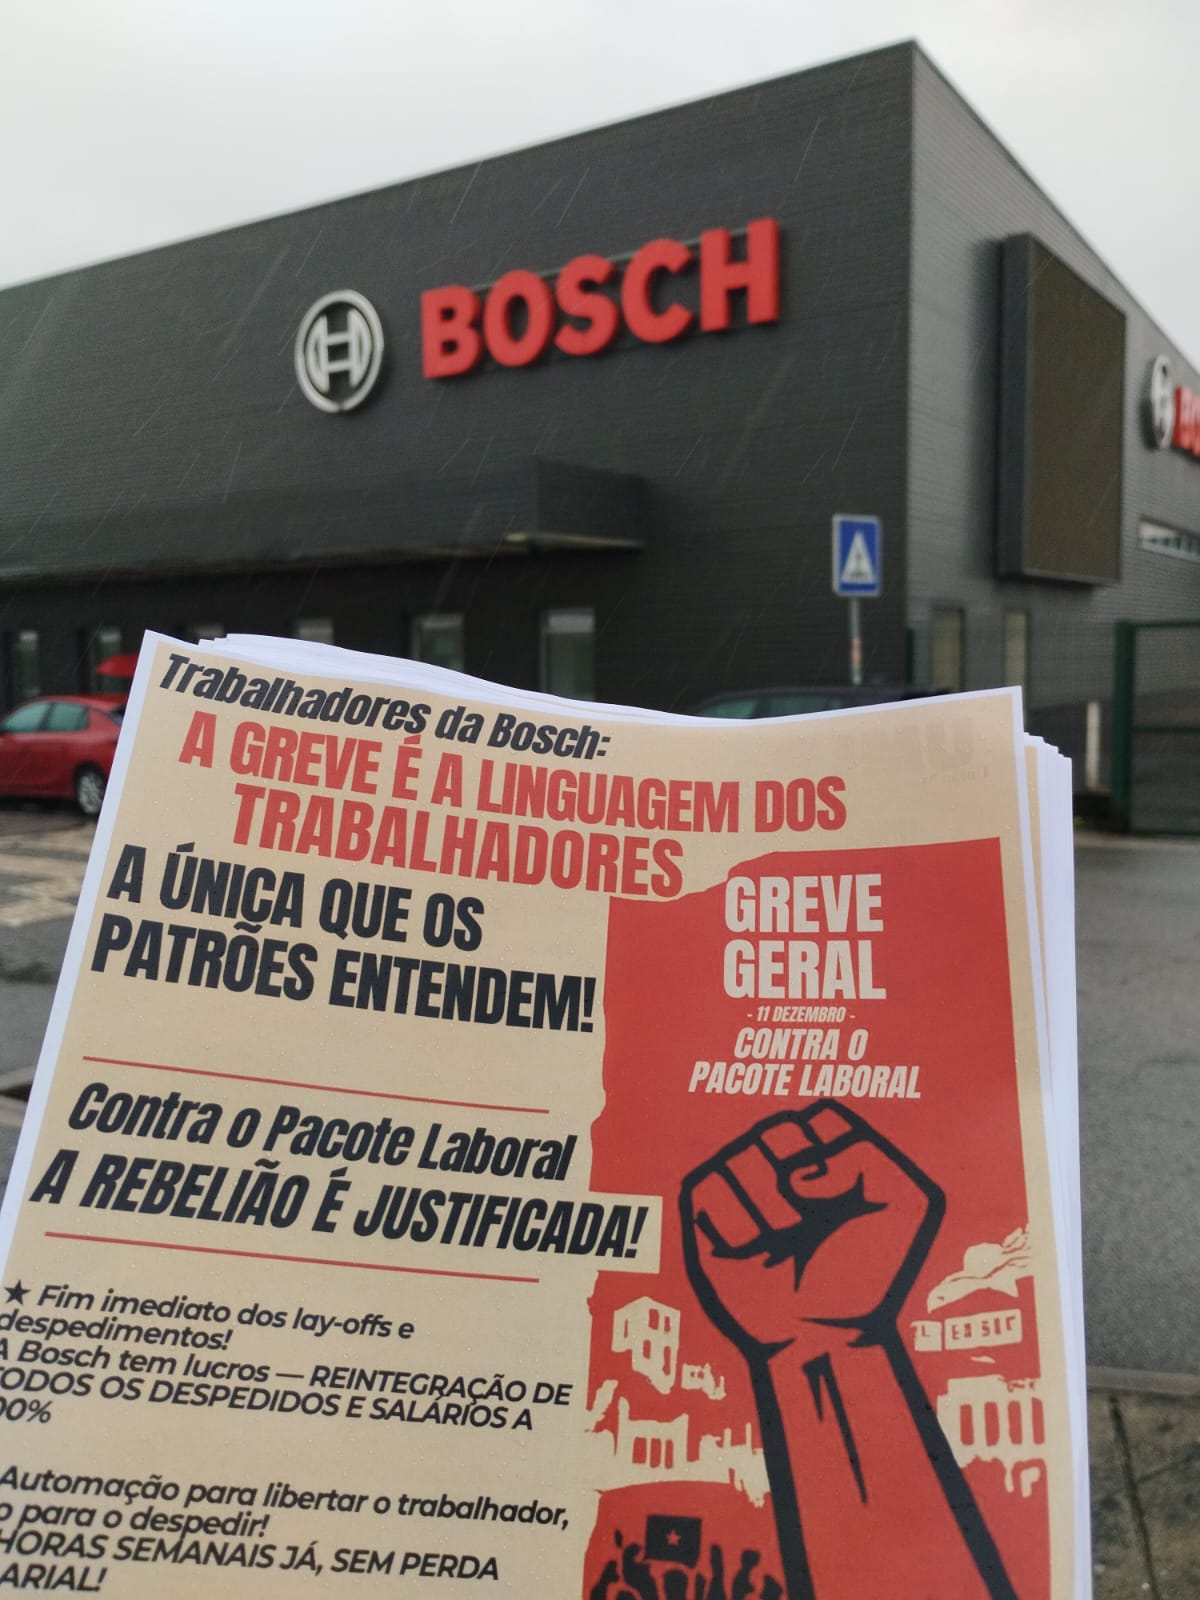 BOSCH
Trabalhadores da Bosch:
A GREVE É A LINGUAGEM DOS
TRABALHADORES
A ÚNICA QUE OS
PATRÕES ENTENDEM!
GREVE
GERAL
- 11 DEZEMBRO -
CONTRA O
PACOTE LABORAL
Contra o Pacote Laboral
A REBELIÃO É JUSTIFICADA!
★ Fim imediato dos lay-offs e
despedimentos!
A Bosch tem lucros — REINTEGRAÇÃO DE
TODOS OS DESPEDIDOS E SALÁRIOS A
00%
Automação para libertar o trabalhador,
o para o despedir!
HORAS SEMANAIS JÁ, SEM PERDA
ARIAL!